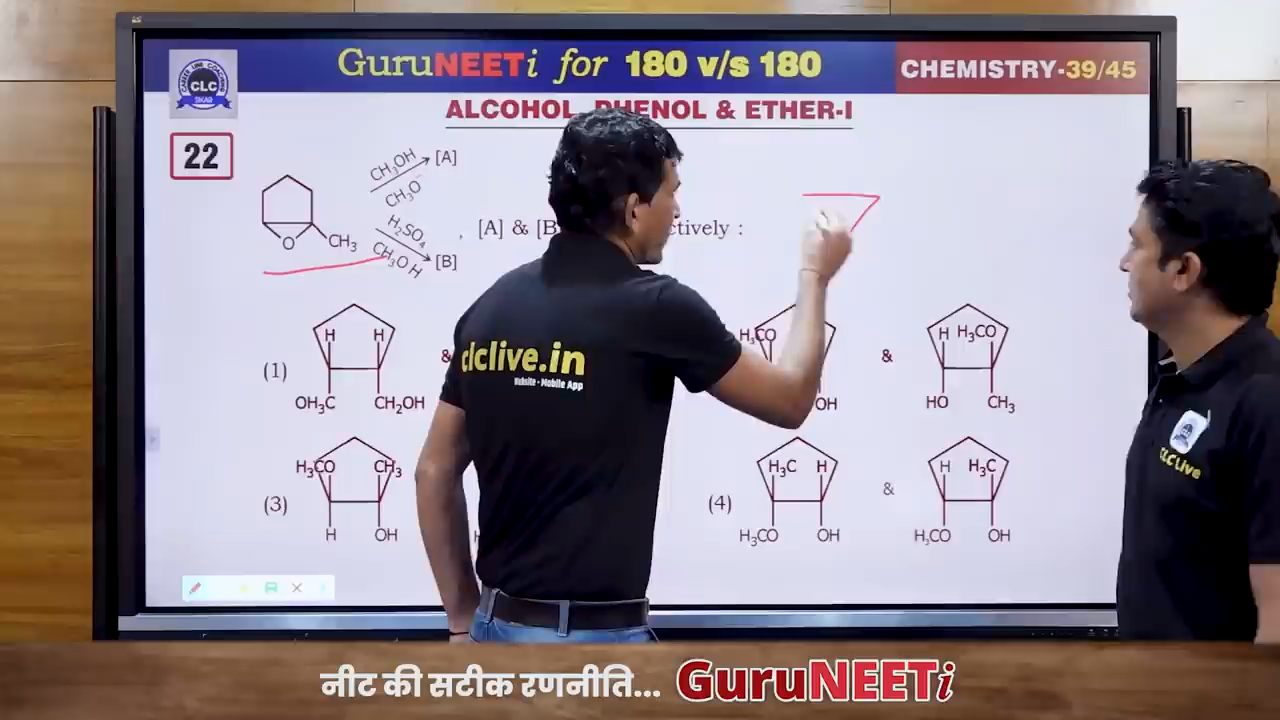 GuruNEETi for 180 v/s 180
CHEMISTRY-39/45
CLC
SIKAR
ALCOHOL, PHENOL & ETHER-I
22
CH₃OH
CH₃O⁻
[A]
H₂SO₄
CH₃OH
[B]
O
CH₃
, [A] & [B
ctively :
(1)
H H
OH₃C CH₂OH
&
H₃CO
OH
&
H H₃CO
HO CH₃
(3)
H₃CO CH₃
H OH
(4)
H₃C H
H₃CO OH
&
H H₃C
H₃CO OH
clclive.in
Website • Mobile App
CLC Live
नीट की सटीक रणनीति... GuruNEETi